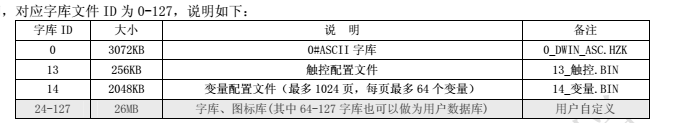 ，对应字库文件 ID 为 0-127，说明如下：
字库 ID 大小 说 明 备注
0 3072KB 0#ASCII 字库 0_DWIN_ASC.HZK
13 256KB 触控配置文件 13_触控.BIN
14 2048KB 变量配置文件（最多 1024 页，每页最多 64 个变量） 14_变量.BIN
24-127 26MB 字库、图标库(其中 64-127 字库也可以做为用户数据库) 用户自定义